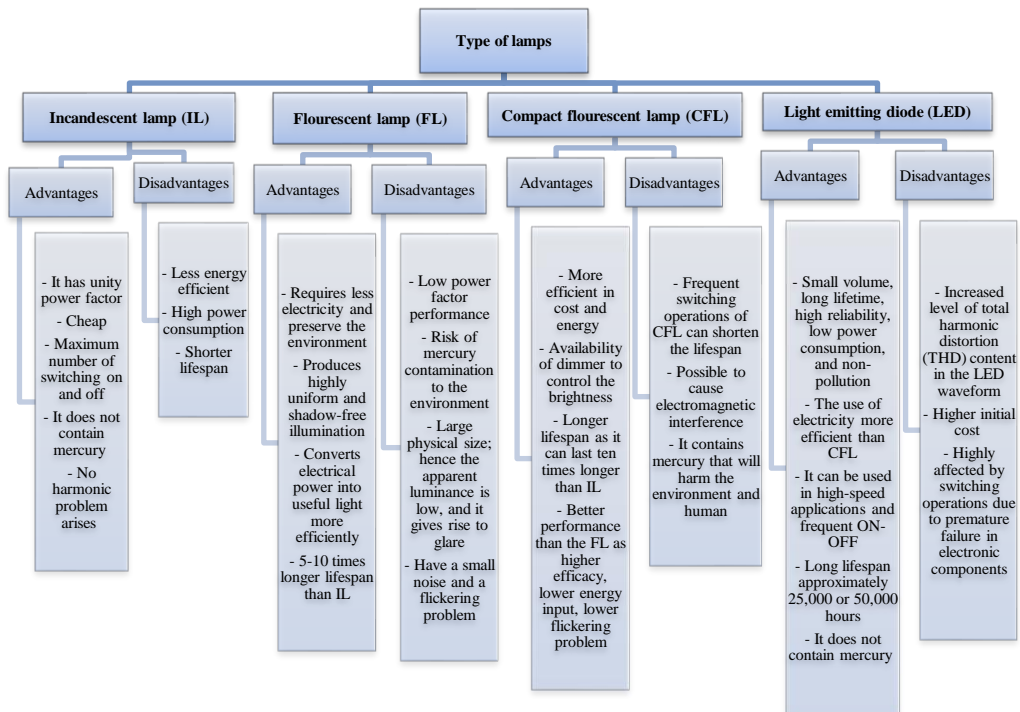 Type of lamps
Incandescent lamp (IL)
Advantages
- It has unity
power factor
- Cheap
- Maximum
number of
switching on
and off
- It does not
contain
mercury
- No
harmonic
problem
arises
Disadvantages
- Less energy
efficient
- High power
consumption
- Shorter
lifespan
Flourescent lamp (FL)
Advantages
- Requires less
electricity and
preserve the
environment
- Produces
highly
uniform and
shadow-free
illumination
- Converts
electrical
power into
useful light
more
efficiently
- 5-10 times
longer lifespan
than IL
Disadvantages
- Low power
factor
performance
- Risk of
mercury
contamination
to the
environment
- Large
physical size;
hence the
apparent
luminance is
low, and it
gives rise to
glare
- Have a small
noise and a
flickering
problem
Compact flourescent lamp (CFL)
Advantages
- More
efficient in
cost and
energy
- Availability
of dimmer to
control the
brightness
- Longer
lifespan as it
can last ten
times longer
than IL
- Better
performance
than the FL as
higher
efficacy,
lower energy
input, lower
flickering
problem
Disadvantages
- Frequent
switching
operations of
CFL can shorten
the lifespan
- Possible to
cause
electromagnetic
interference
- It contains
mercury that will
harm the
environment and
human
Light emitting diode (LED)
Advantages
- Small volume,
long lifetime,
high reliability,
low power
consumption,
and non-
pollution
- The use of
electricity more
efficient than
CFL
- It can be used
in high-speed
applications and
frequent ON-
OFF
- Long lifespan
approximately
25,000 or 50,000
hours
- It does not
contain mercury
Disadvantages
- Increased
level of total
harmonic
distortion
(THD) content
in the LED
waveform
- Higher initial
cost
- Highly
affected by
switching
operations due
to premature
failure in
electronic
components